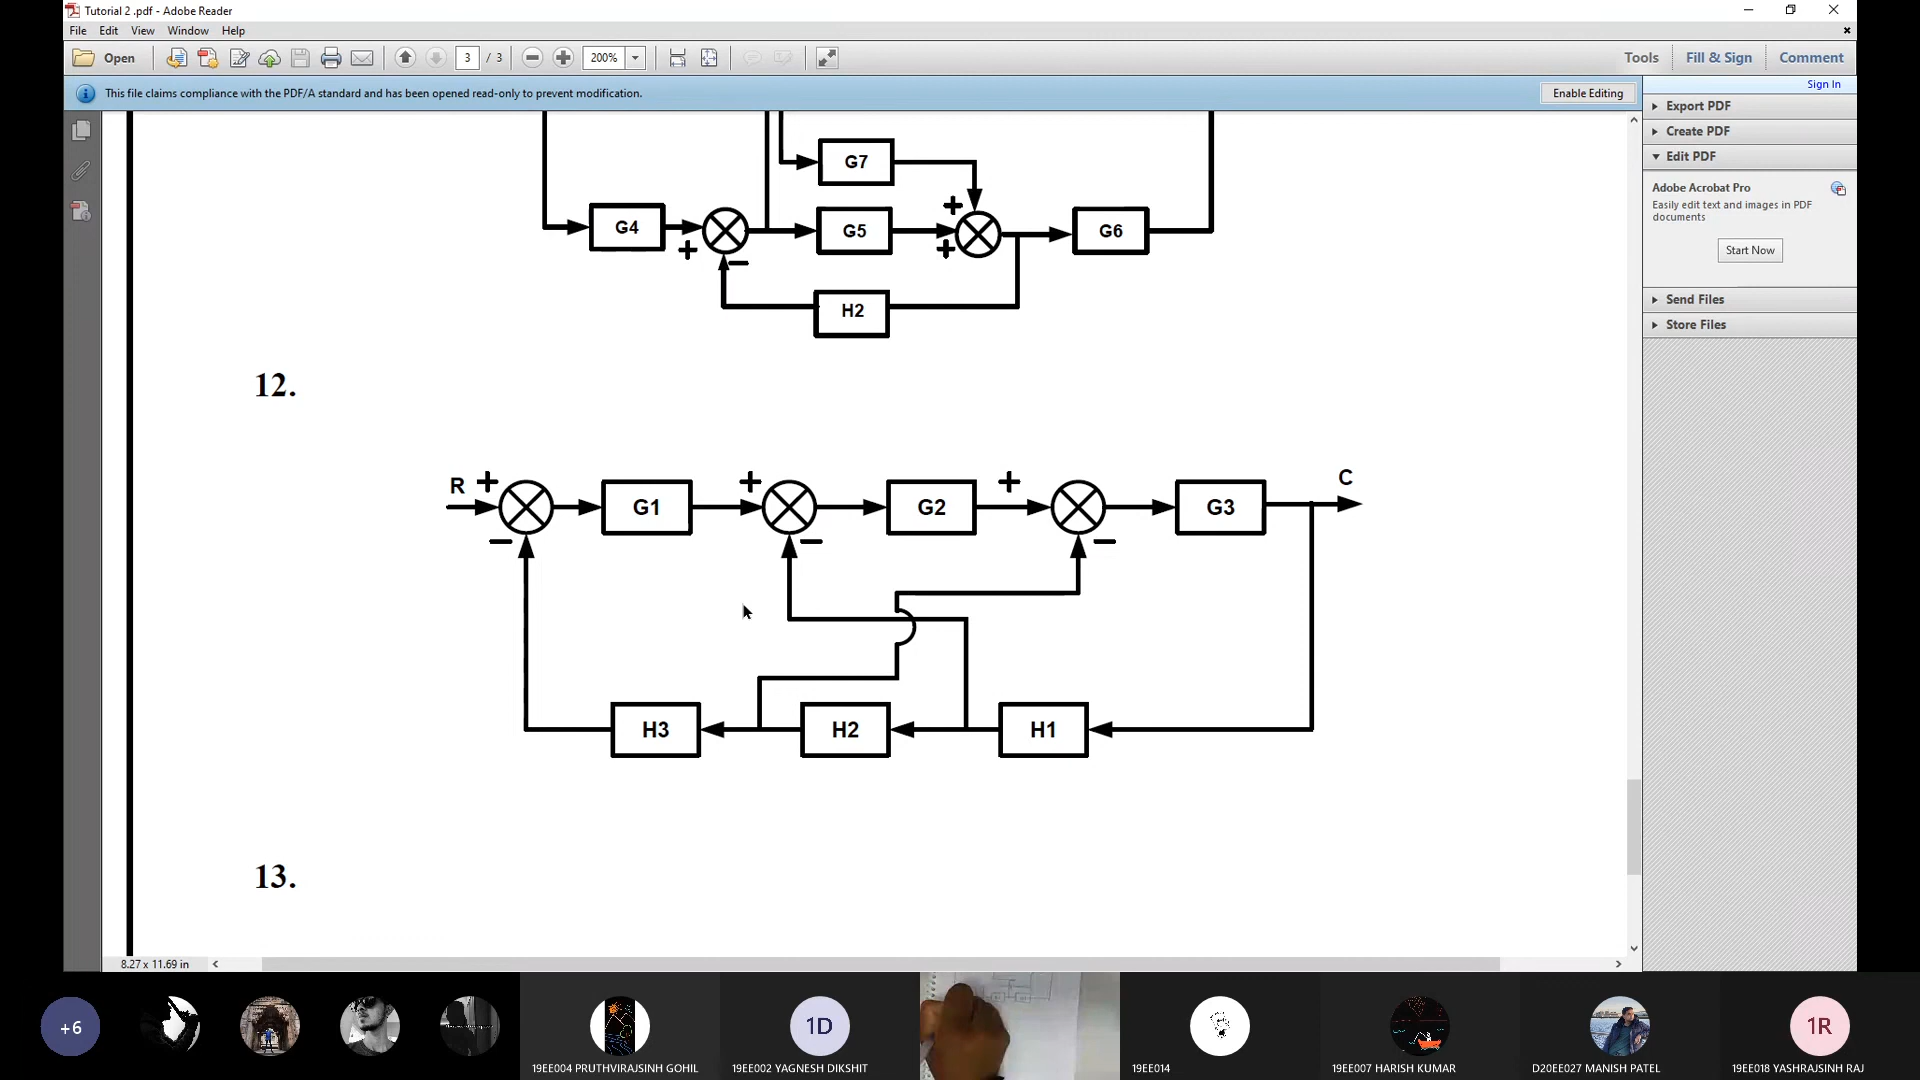 Tutorial 2 .pdf - Adobe Reader
File Edit View Window Help
Open 3 / 3 200% Tools Fill & Sign Comment
This file claims compliance with the PDF/A standard and has been opened read-only to prevent modification. Enable Editing
Sign In
Export PDF
Create PDF
Edit PDF
Adobe Acrobat Pro
Easily edit text and images in PDF
documents
Start Now
Send Files
Store Files
G7
+
G4 G5 G6
+ − +
H2
12.
R + + + C
G1 G2 G3
− − −
H3 H2 H1
13.
8.27 x 11.69 in
+6 1D 1R
19EE004 PRUTHVIRAJSINH GOHIL 19EE002 YAGNESH DIKSHIT 19EE014 19EE007 HARISH KUMAR D20EE027 MANISH PATEL 19EE018 YASHRAJSINH RAJ